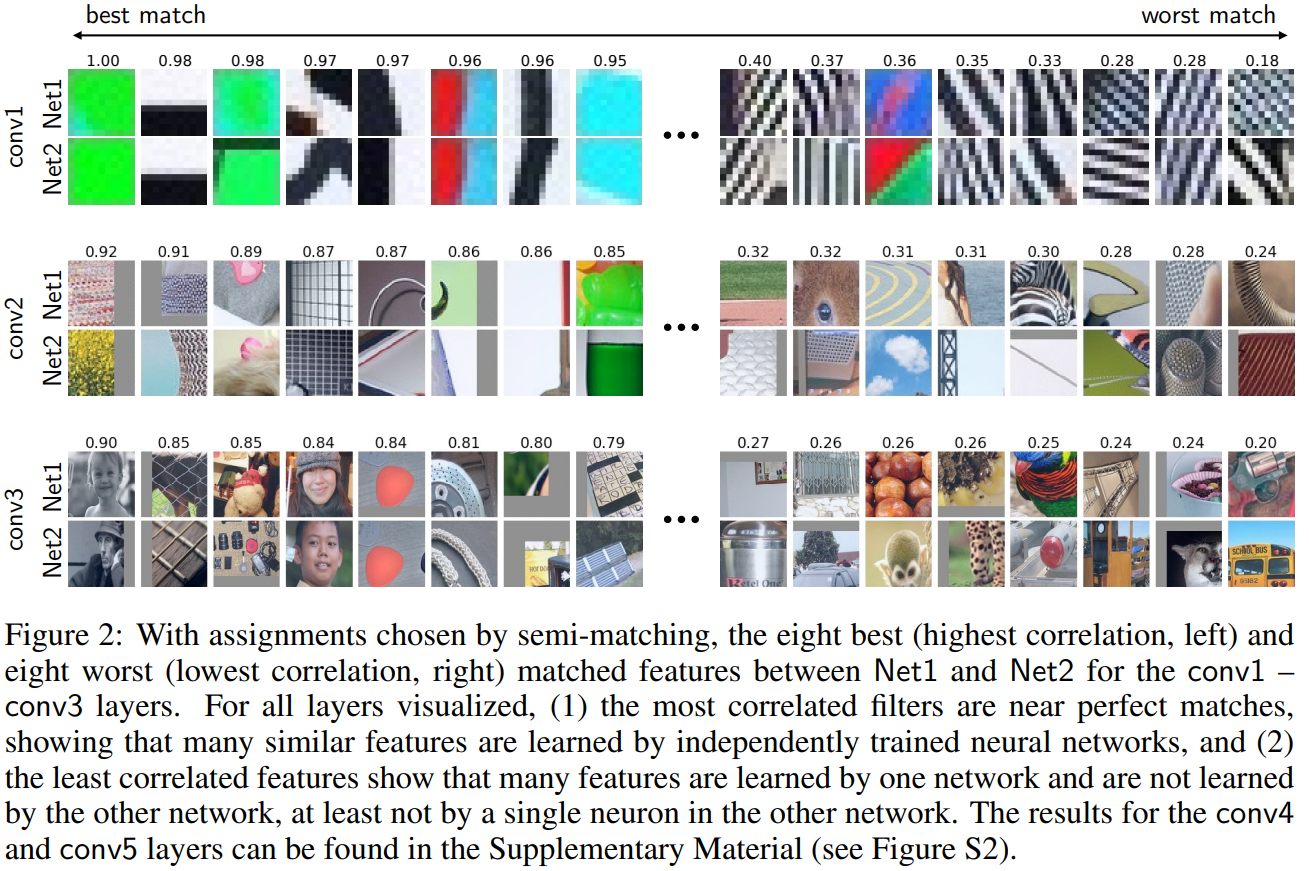 best match worst match
1.00 0.98 0.98 0.97 0.97 0.96 0.96 0.95 0.40 0.37 0.36 0.35 0.33 0.28 0.28 0.18
conv1
Net1
Net2
...
0.92 0.91 0.89 0.87 0.87 0.86 0.86 0.85 0.32 0.32 0.31 0.31 0.30 0.28 0.28 0.24
conv2
Net1
Net2
...
0.90 0.85 0.85 0.84 0.84 0.81 0.80 0.79 0.27 0.26 0.26 0.26 0.25 0.24 0.24 0.20
conv3
Net1
Net2
...
HOT DOG
Ketel One
SCHOOL BUS
Figure 2: With assignments chosen by semi-matching, the eight best (highest correlation, left) and
eight worst (lowest correlation, right) matched features between Net1 and Net2 for the conv1 –
conv3 layers. For all layers visualized, (1) the most correlated filters are near perfect matches,
showing that many similar features are learned by independently trained neural networks, and (2)
the least correlated features show that many features are learned by one network and are not learned
by the other network, at least not by a single neuron in the other network. The results for the conv4
and conv5 layers can be found in the Supplementary Material (see Figure S2).